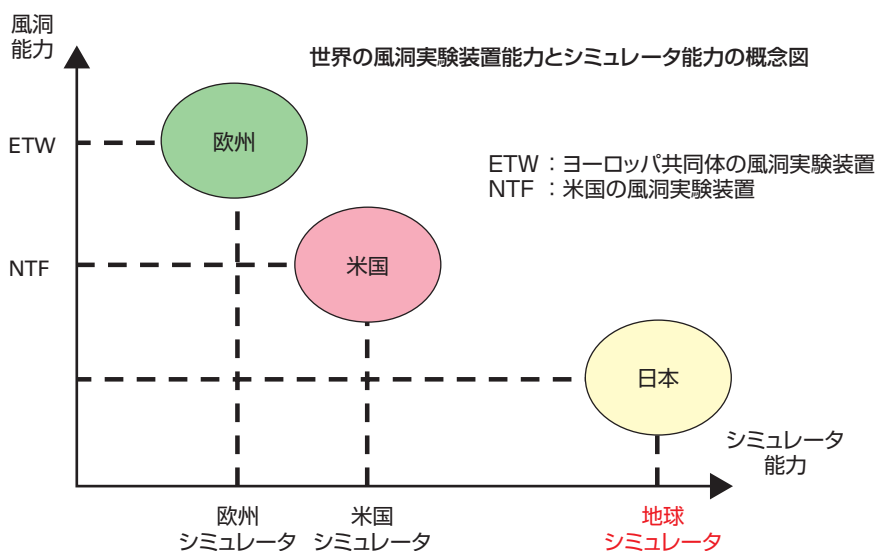 風洞
能力
世界の風洞実験装置能力とシミュレータ能力の概念図
欧州
ETW
ETW ：ヨーロッパ共同体の風洞実験装置
NTF ：米国の風洞実験装置
NTF
米国
日本
シミュレータ
能力
欧州
シミュレータ
米国
シミュレータ
地球
シミュレータ